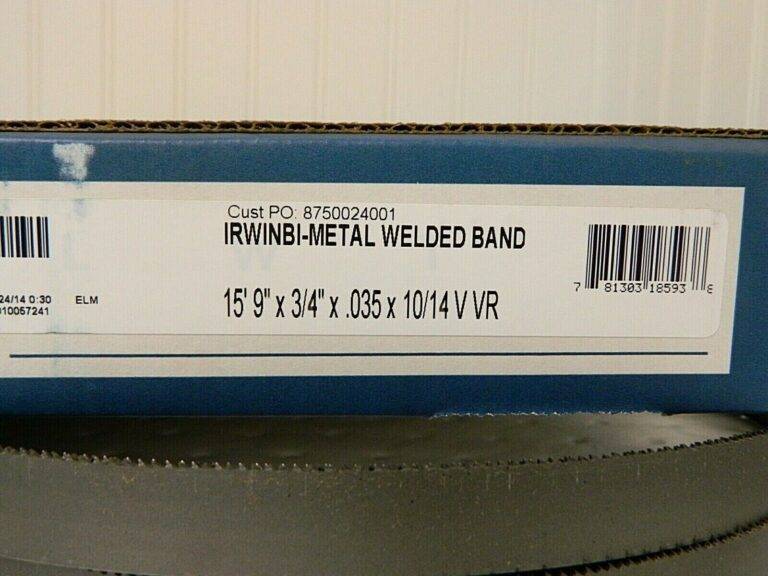 Cust PO: 8750024001
IRWINBI-METAL WELDED BAND
15' 9" x 3/4" x .035 x 10/14 V VR
24/14 0:30 ELM
010057241
7 81303 18593 8